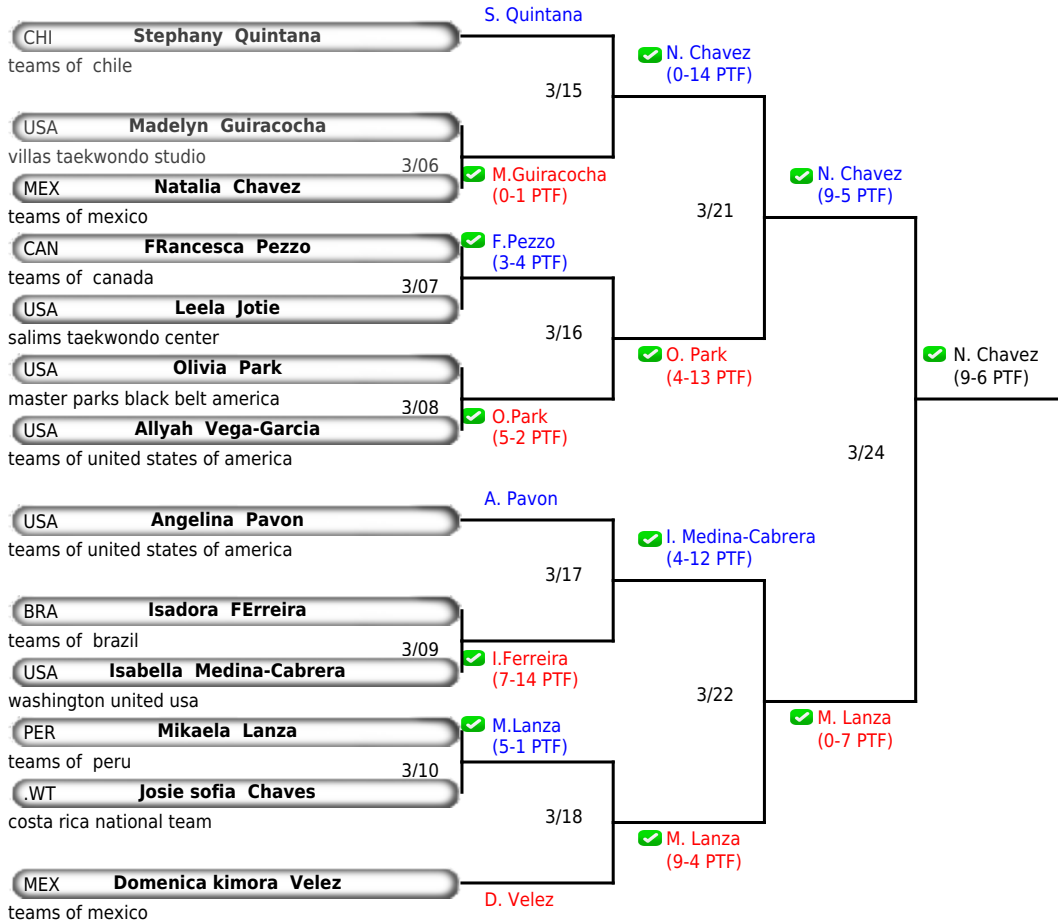 S. Quintana
CHI Stephany Quintana
teams of chile
N. Chavez
(0-14 PTF)
3/15
USA Madelyn Guiracocha
villas taekwondo studio
3/06
M.Guiracocha
(0-1 PTF)
N. Chavez
(9-5 PTF)
MEX Natalia Chavez
teams of mexico
3/21
CAN FRancesca Pezzo
F.Pezzo
(3-4 PTF)
teams of canada
3/07
USA Leela Jotie
salims taekwondo center
3/16
O. Park
(4-13 PTF)
N. Chavez
(9-6 PTF)
USA Olivia Park
master parks black belt america
3/08
O.Park
(5-2 PTF)
USA Allyah Vega-Garcia
teams of united states of america
3/24
A. Pavon
USA Angelina Pavon
teams of united states of america
I. Medina-Cabrera
(4-12 PTF)
3/17
BRA Isadora FErreira
teams of brazil
3/09
I.Ferreira
(7-14 PTF)
USA Isabella Medina-Cabrera
washington united usa
3/22
M. Lanza
(0-7 PTF)
PER Mikaela Lanza
M.Lanza
(5-1 PTF)
teams of peru
3/10
.WT Josie sofia Chaves
costa rica national team
3/18
M. Lanza
(9-4 PTF)
MEX Domenica kimora Velez
D. Velez
teams of mexico